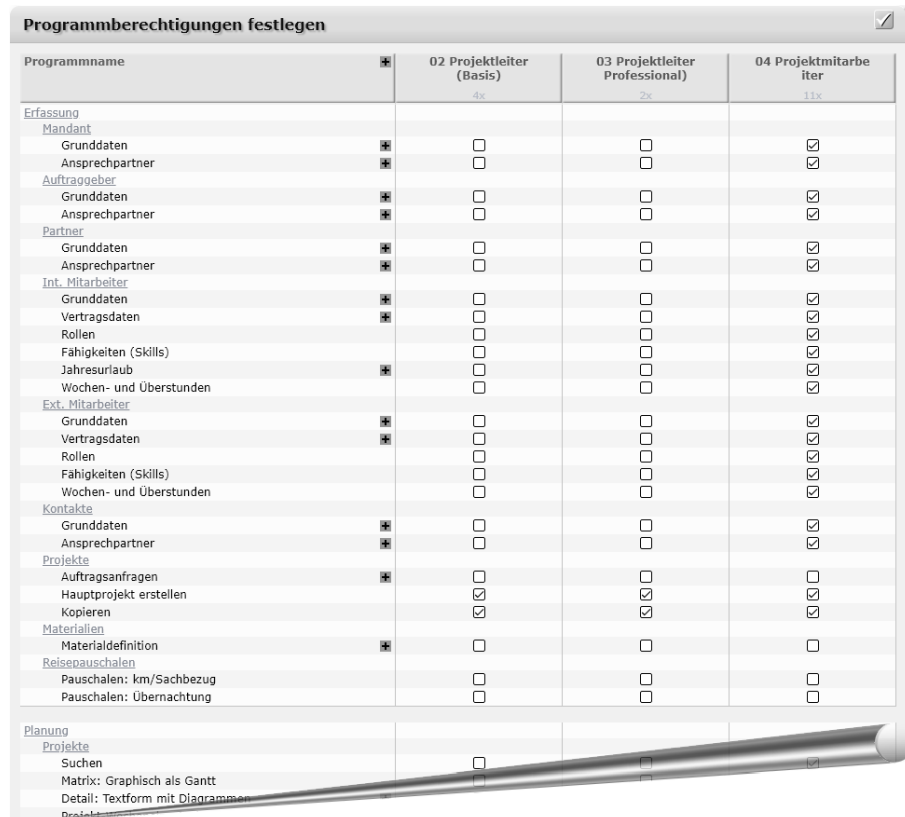 Programmberechtigungen festlegen
Programmname
02 Projektleiter (Basis)
4x
03 Projektleiter Professional)
2x
04 Projektmitarbe
iter
11x
Erfassung
Mandant
Grunddaten
Ansprechpartner
Auftraggeber
Grunddaten
Ansprechpartner
Partner
Grunddaten
Ansprechpartner
Int. Mitarbeiter
Grunddaten
Vertragsdaten
Rollen
Fähigkeiten (Skills)
Jahresurlaub
Wochen- und Überstunden
Ext. Mitarbeiter
Grunddaten
Vertragsdaten
Rollen
Fähigkeiten (Skills)
Wochen- und Überstunden
Kontakte
Grunddaten
Ansprechpartner
Projekte
Auftragsanfragen
Hauptprojekt erstellen
Kopieren
Materialien
Materialdefinition
Reisepauschalen
Pauschalen: km/Sachbezug
Pauschalen: Übernachtung
Planung
Projekte
Suchen
Matrix: Graphisch als Gantt
Detail: Textform mit Diagrammen